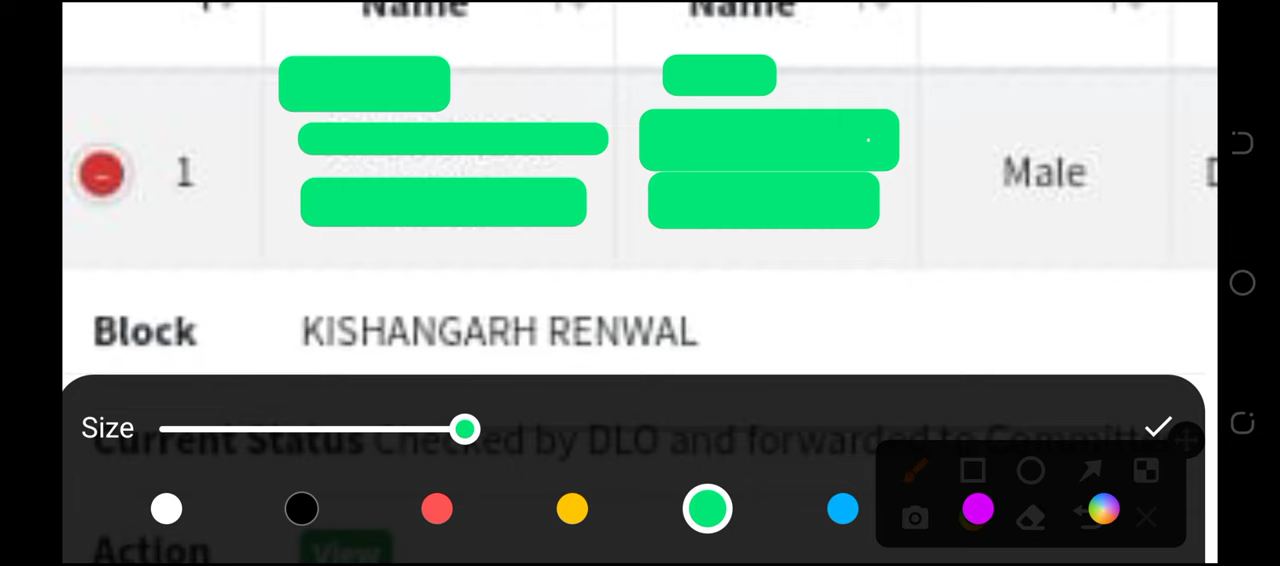 Name Name
1 Male
Block KISHANGARH RENWAL
Size
Current Status Checked by DLO and forwarded to Committe
Action View